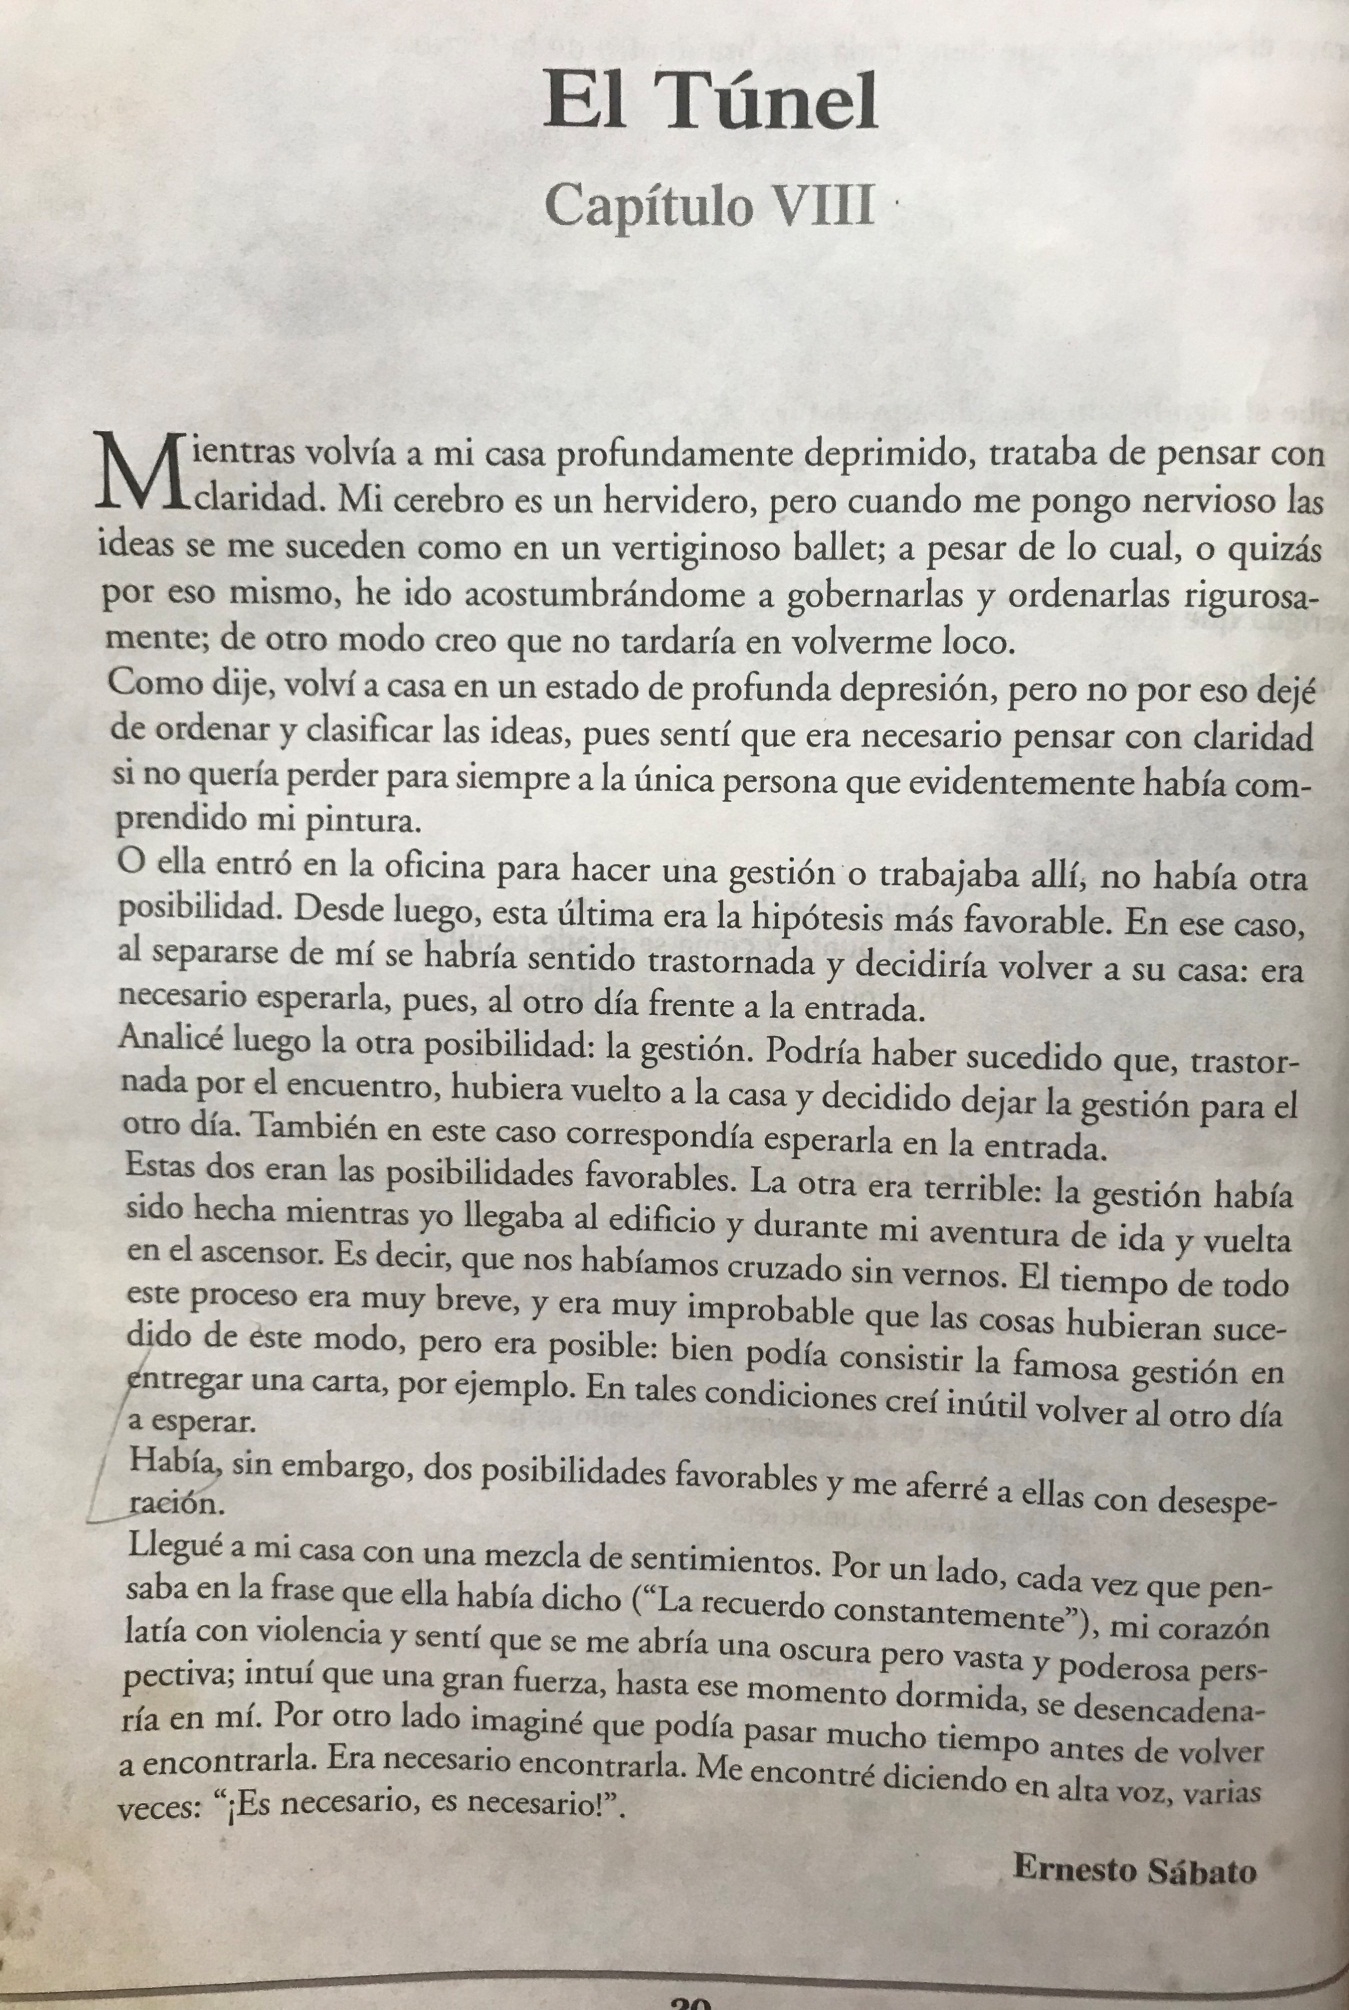 El Túnel
Capítulo VIII
Mientras volvía a mi casa profundamente deprimido, trataba de pensar con
claridad. Mi cerebro es un hervidero, pero cuando me pongo nervioso las
ideas se me suceden como en un vertiginoso ballet; a pesar de lo cual, o quizás
por eso mismo, he ido acostumbrándome a gobernarlas y ordenarlas rigurosa-
mente; de otro modo creo que no tardaría en volverme loco.
Como dije, volví a casa en un estado de profunda depresión, pero no por eso dejé
de ordenar y clasificar las ideas, pues sentí que era necesario pensar con claridad
si no quería perder para siempre a la única persona que evidentemente había com-
prendido mi pintura.
O ella entró en la oficina para hacer una gestión o trabajaba allí, no había otra
posibilidad. Desde luego, esta última era la hipótesis más favorable. En ese caso,
al separarse de mí se habría sentido trastornada y decidiría volver a su casa: era
necesario esperarla, pues, al otro día frente a la entrada.
Analicé luego la otra posibilidad: la gestión. Podría haber sucedido que, trastor-
nada por el encuentro, hubiera vuelto a la casa y decidido dejar la gestión para el
otro día. También en este caso correspondía esperarla en la entrada.
Estas dos eran las posibilidades favorables. La otra era terrible: la gestión había
sido hecha mientras yo llegaba al edificio y durante mi aventura de ida y vuelta
en el ascensor. Es decir, que nos habíamos cruzado sin vernos. El tiempo de todo
este proceso era muy breve, y era muy improbable que las cosas hubieran suce-
dido de este modo, pero era posible: bien podía consistir la famosa gestión en
entregar una carta, por ejemplo. En tales condiciones creí inútil volver al otro día
a esperar.
Había, sin embargo, dos posibilidades favorables y me aferré a ellas con desespe-
ración.
Llegué a mi casa con una mezcla de sentimientos. Por un lado, cada vez que pen-
saba en la frase que ella había dicho (“La recuerdo constantemente”), mi corazón
latía con violencia y sentí que se me abría una oscura pero vasta y poderosa pers-
pectiva; intuí que una gran fuerza, hasta ese momento dormida, se desencadena-
ría en mí. Por otro lado imaginé que podía pasar mucho tiempo antes de volver
a encontrarla. Era necesario encontrarla. Me encontré diciendo en alta voz, varias
veces: “¡Es necesario, es necesario!”.
Ernesto Sábato